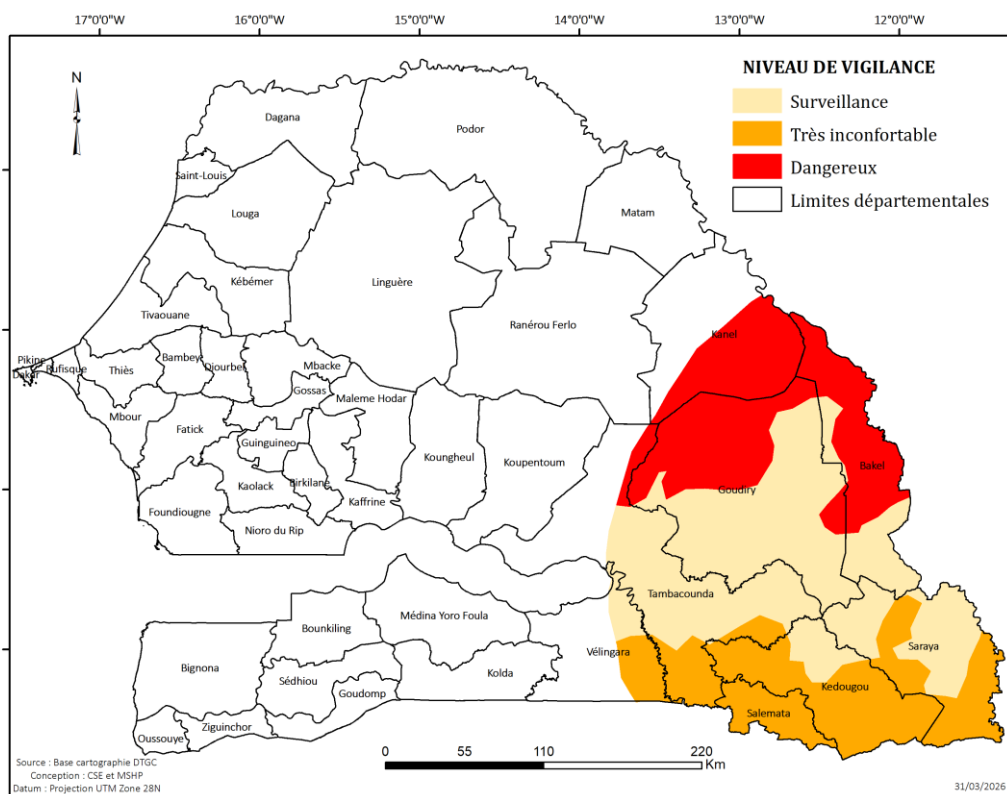 17°0'0"W 16°0'0"W 15°0'0"W 14°0'0"W 13°0'0"W 12°0'0"W
N
NIVEAU DE VIGILANCE
Surveillance
Très inconfortable
Dangereux
Limites départementales
Dagana
Podor
Saint-Louis
Louga
Matam
Kébémer
Linguère
Tivaouane
Ranérou Ferlo
Kanel
Pikine
Dakar
Rufisque
Thiès
Bambey
Diourbel
Mbacke
Gossas
Maleme Hodar
Mbour
Fatick
Guinguineo
Koungheul
Koupentoum
Bakel
Goudiry
Kaolack
Birkilane
Kaffrine
Foundiougne
Nioro du Rip
Tambacounda
Médina Yoro Foula
Bounkiling
Vélingara
Saraya
Bignona
Kolda
Sédhiou
Goudomp
Kedougou
Salemata
Ziguinchor
Oussouye
0 55 110 220
Km
Source : Base cartographie DTGC
Conception : CSE et MSHP
Datum : Projection UTM Zone 28N
31/03/2026